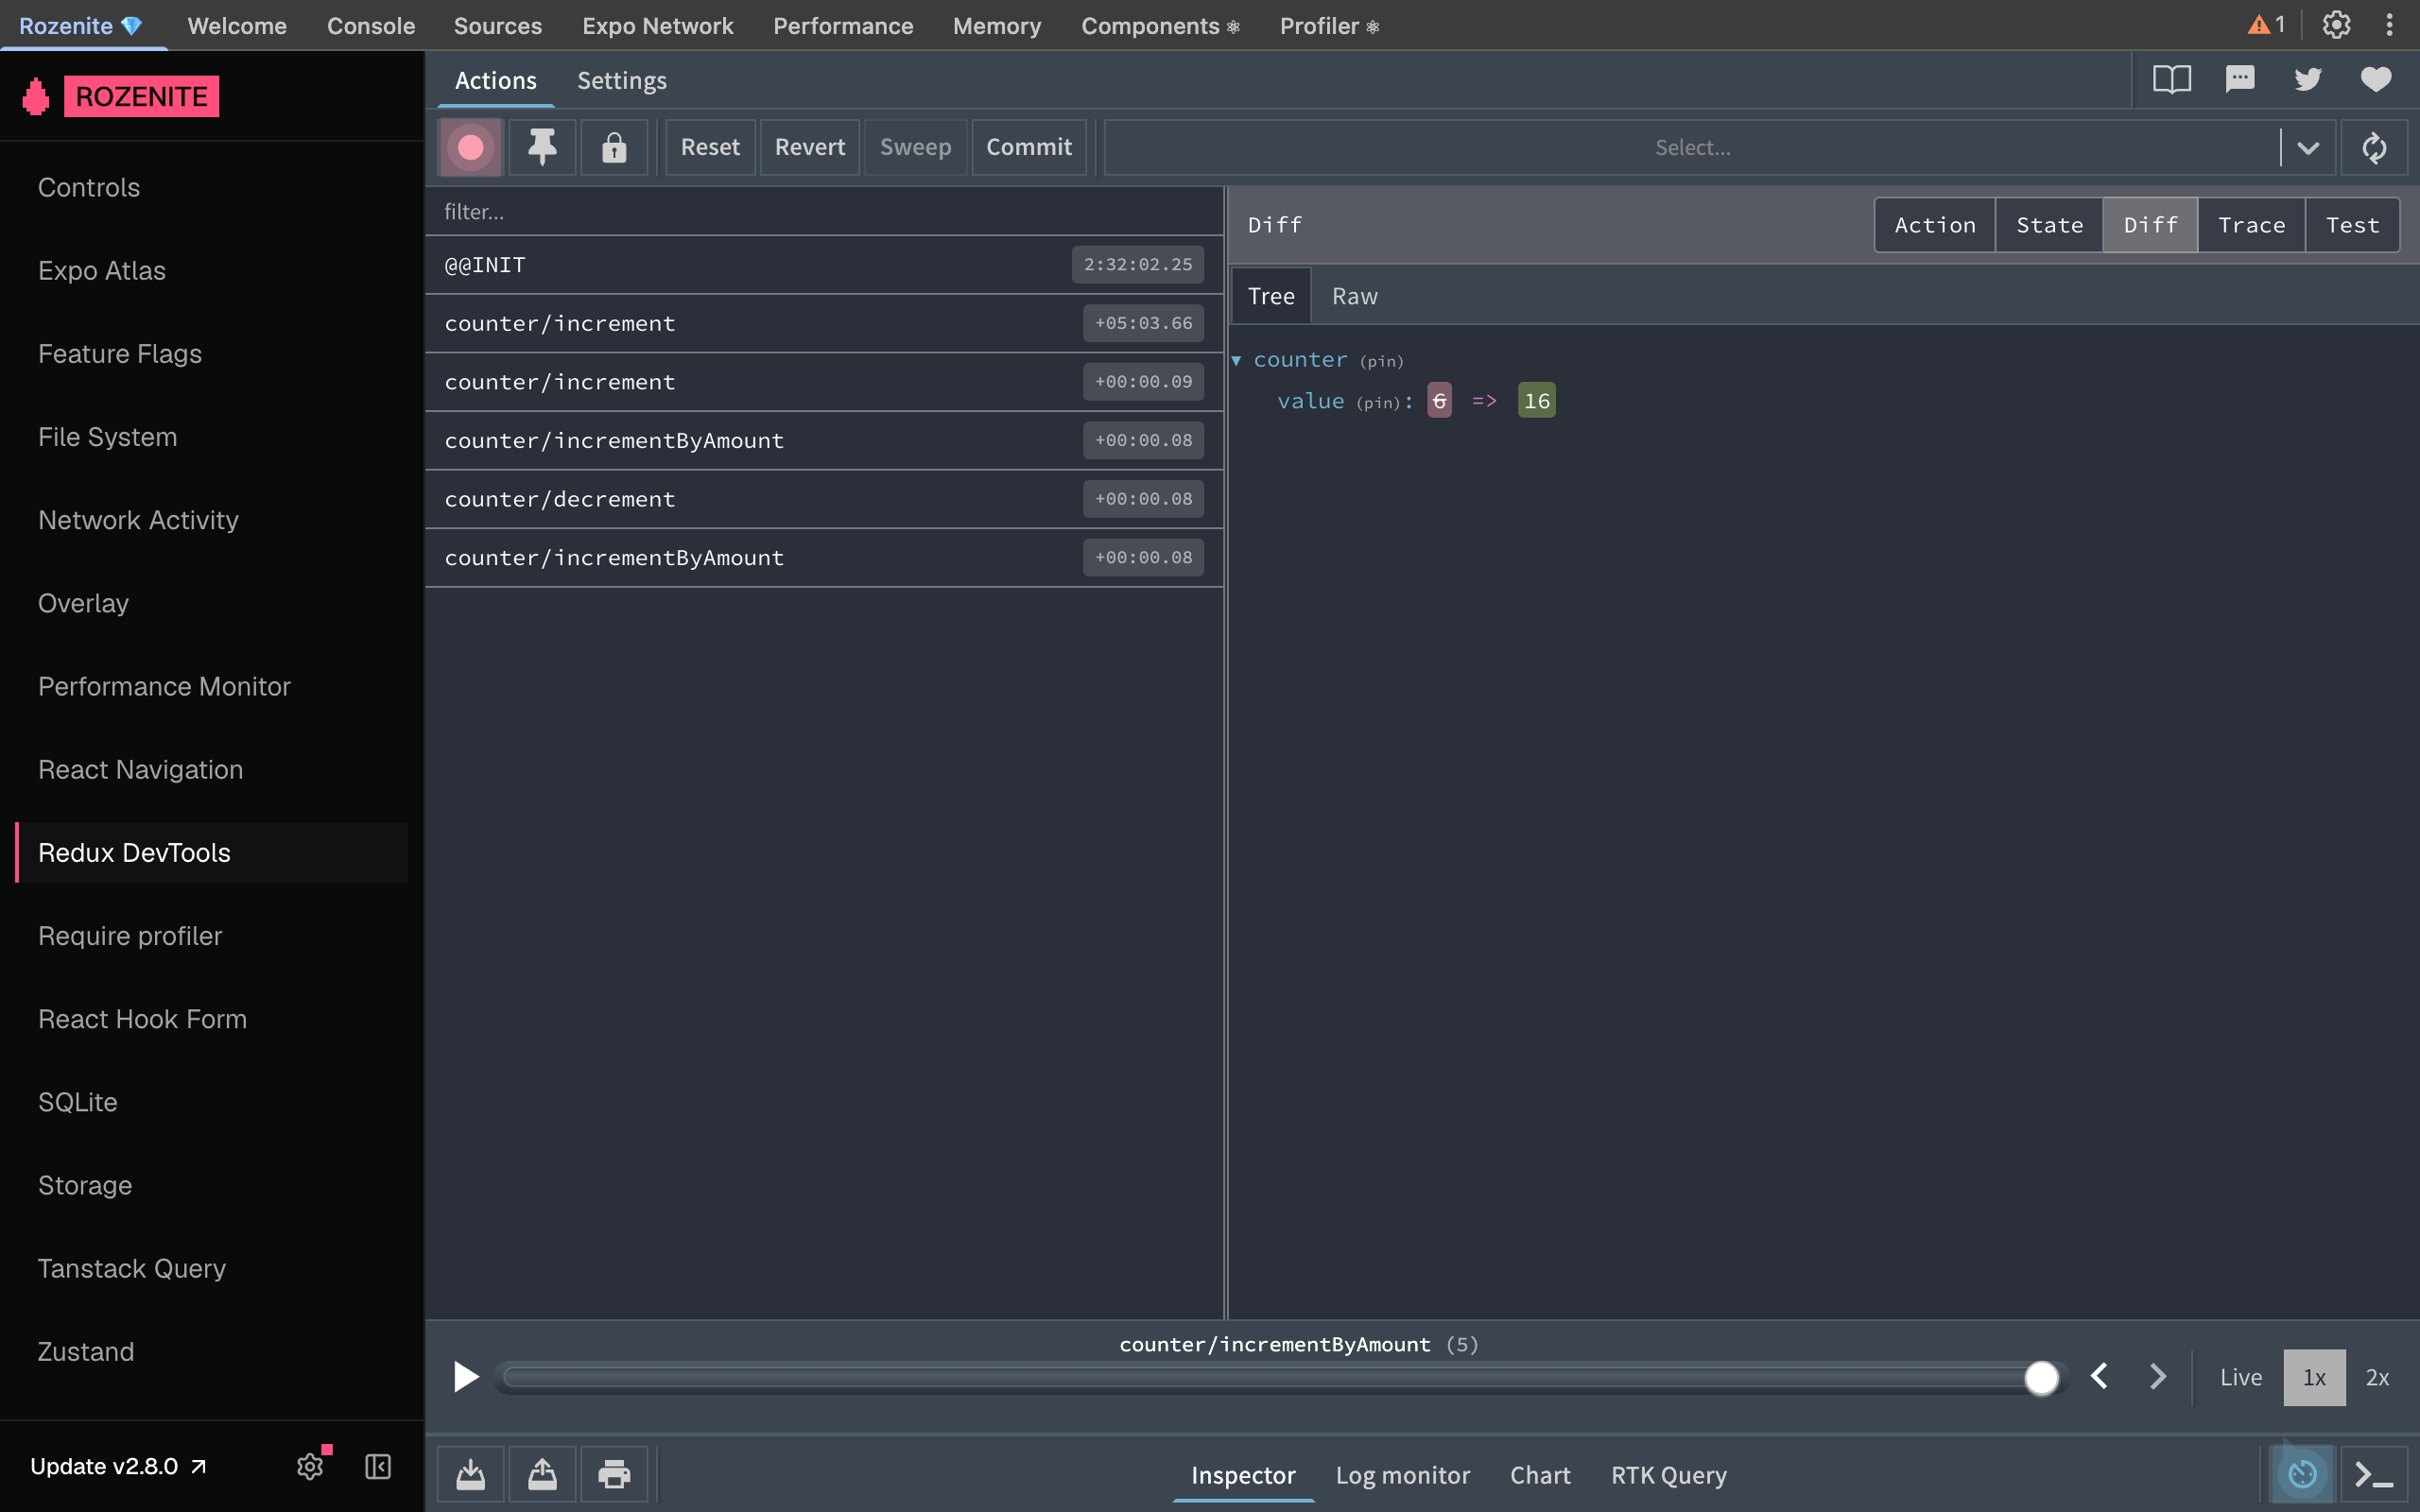 Rozenite 💎 Welcome Console Sources Expo Network Performance Memory Components ⚛ Profiler ⚛ 1
ROZENITE
Controls
Expo Atlas
Feature Flags
File System
Network Activity
Overlay
Performance Monitor
React Navigation
Redux DevTools
Require profiler
React Hook Form
SQLite
Storage
Tanstack Query
Zustand
Update v2.8.0
Actions Settings
Reset Revert Sweep Commit Select...
filter...
@@INIT 2:32:02.25
counter/increment +05:03.66
counter/increment +00:00.09
counter/incrementByAmount +00:00.08
counter/decrement +00:00.08
counter/incrementByAmount +00:00.08
Diff Action State Diff Trace Test
Tree Raw
counter (pin)
value (pin): 6 => 16
counter/incrementByAmount (5)
Live 1x 2x
Inspector Log monitor Chart RTK Query